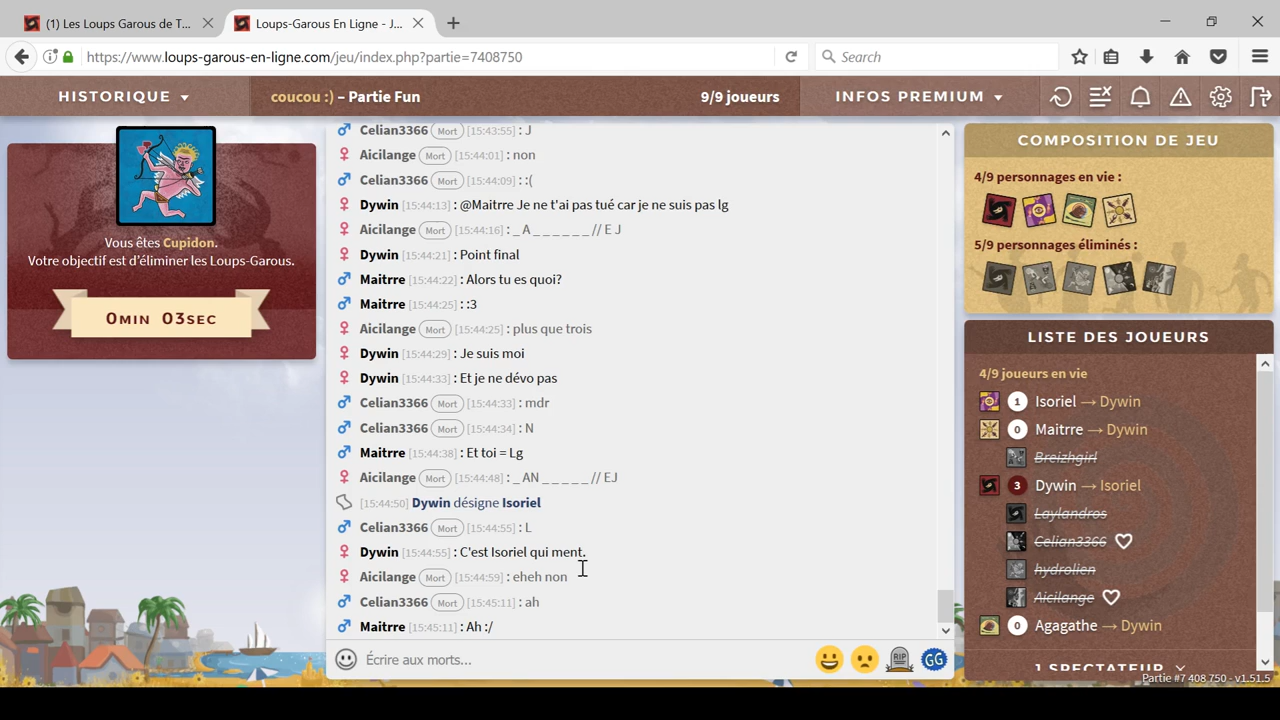 (1) Les Loups Garous de T...
Loups-Garous En Ligne - J...
https://www.loups-garous-en-ligne.com/jeu/index.php?partie=7408750
Search
HISTORIQUE
coucou :) – Partie Fun
9/9 joueurs
INFOS PREMIUM
Vous êtes Cupidon.
Votre objectif est d'éliminer les Loups-Garous.
0MIN 03SEC
Celian3366 Mort [15:43:55] : J
Aicilange Mort [15:44:01] : non
Celian3366 Mort [15:44:09] : :(
Dywin [15:44:13] : @Maitrre Je ne t'ai pas tué car je ne suis pas lg
Aicilange Mort [15:44:16] : _ A _ _ _ _ _ _ // E J
Dywin [15:44:21] : Point final
Maitrre [15:44:22] : Alors tu es quoi?
Maitrre [15:44:25] : :3
Aicilange Mort [15:44:25] : plus que trois
Dywin [15:44:29] : Je suis moi
Dywin [15:44:33] : Et je ne dévo pas
Celian3366 Mort [15:44:33] : mdr
Celian3366 Mort [15:44:34] : N
Maitrre [15:44:38] : Et toi = Lg
Aicilange Mort [15:44:48] : _ AN _ _ _ _ _ // EJ
[15:44:50] Dywin désigne Isoriel
Celian3366 Mort [15:44:55] : L
Dywin [15:44:55] : C'est Isoriel qui ment.
Aicilange Mort [15:44:59] : eheh non
Celian3366 Mort [15:45:11] : ah
Maitrre [15:45:11] : Ah :/
Écrire aux morts...
RIP
GG
COMPOSITION DE JEU
4/9 personnages en vie :
5/9 personnages éliminés :
LISTE DES JOUEURS
4/9 joueurs en vie
1 Isoriel → Dywin
0 Maitrre → Dywin
Breizhgirl
3 Dywin → Isoriel
Laylandros
Celian3366
hydrolien
Aicilange
0 Agagathe → Dywin
1 SPECTATEUR
Partie #7 408 750 - v1.51.5